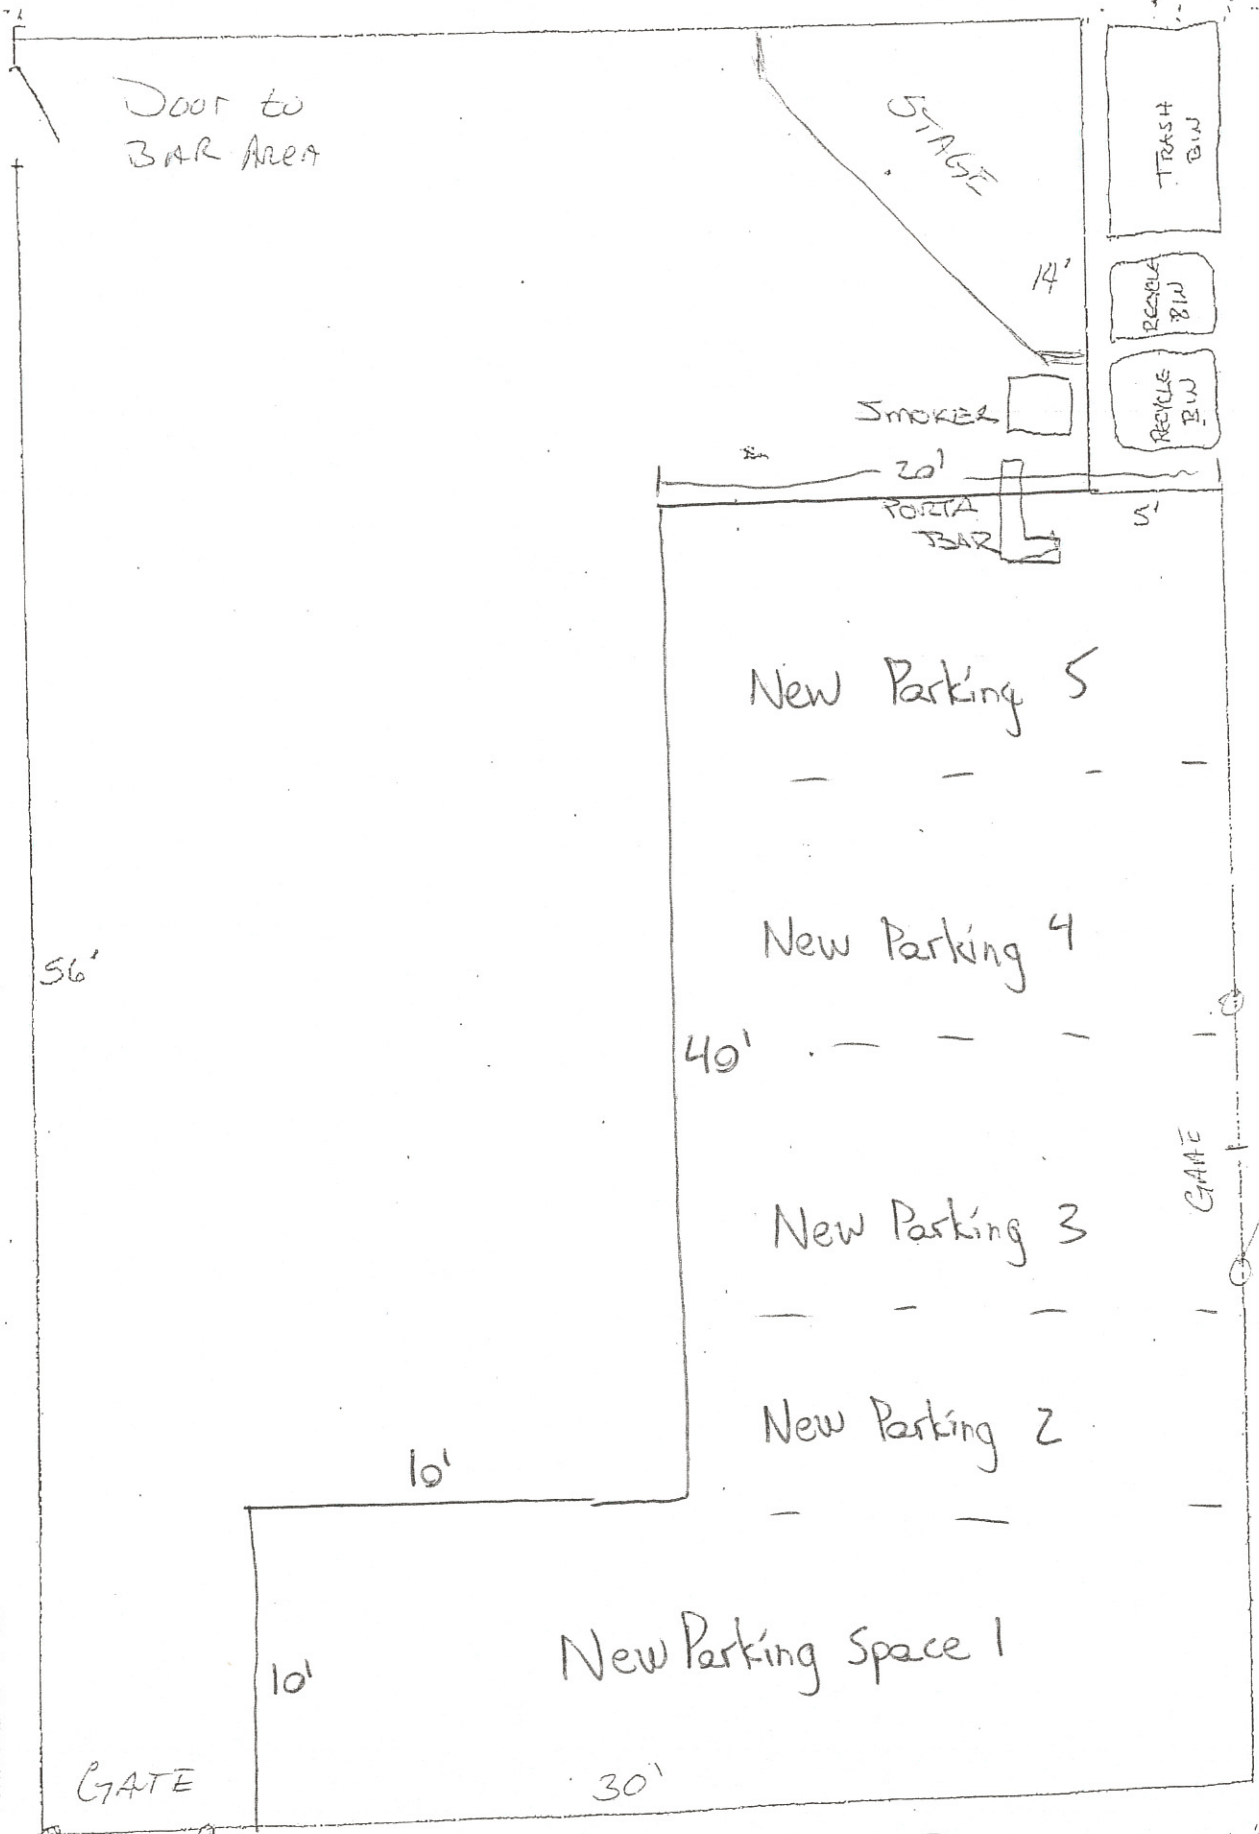 Door to
BAR AREA
STAGE
TRASH
BIN
14'
RECYCLE
BIN
RECYCLE
BIN
SMOKER
20'
PORTA
BAR
5'
New Parking 5
New Parking 4
56'
40'
GATE
New Parking 3
New Parking 2
10'
New Parking Space 1
10'
GATE
30'